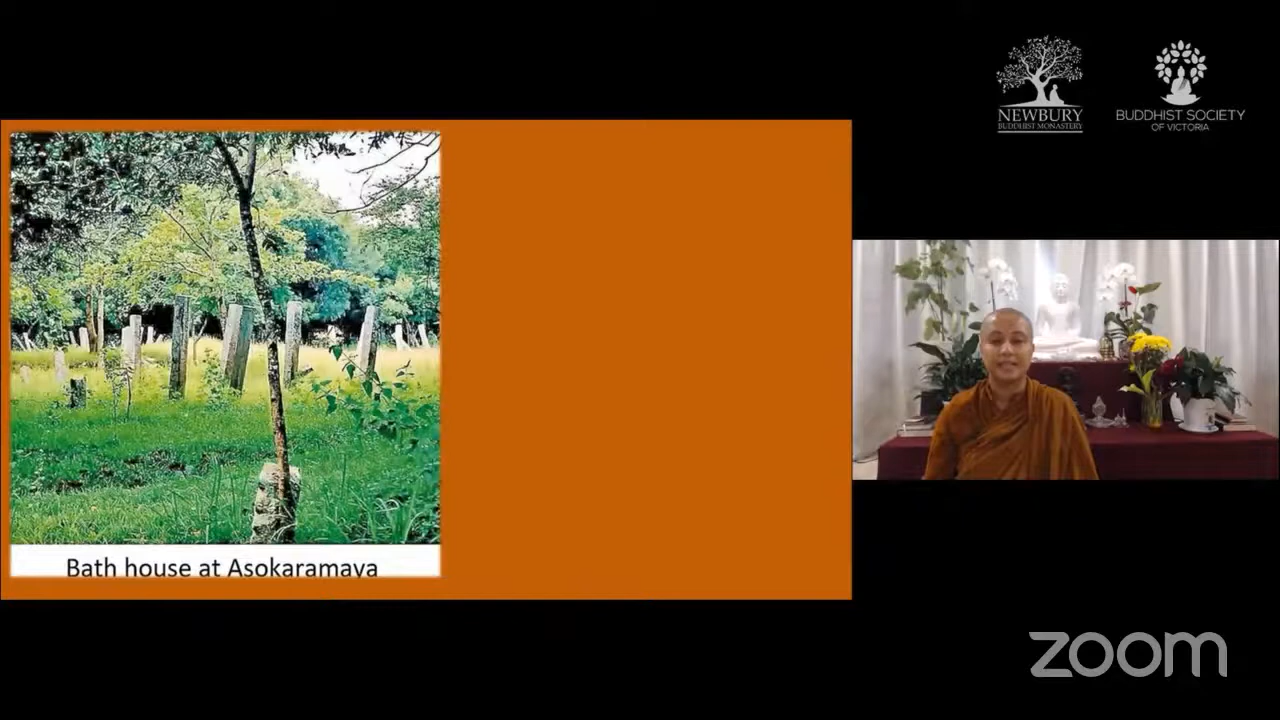 NEWBURY
BUDDHIST MONASTERY
BUDDHIST SOCIETY
OF VICTORIA
Bath house at Asokaramaya
zoom